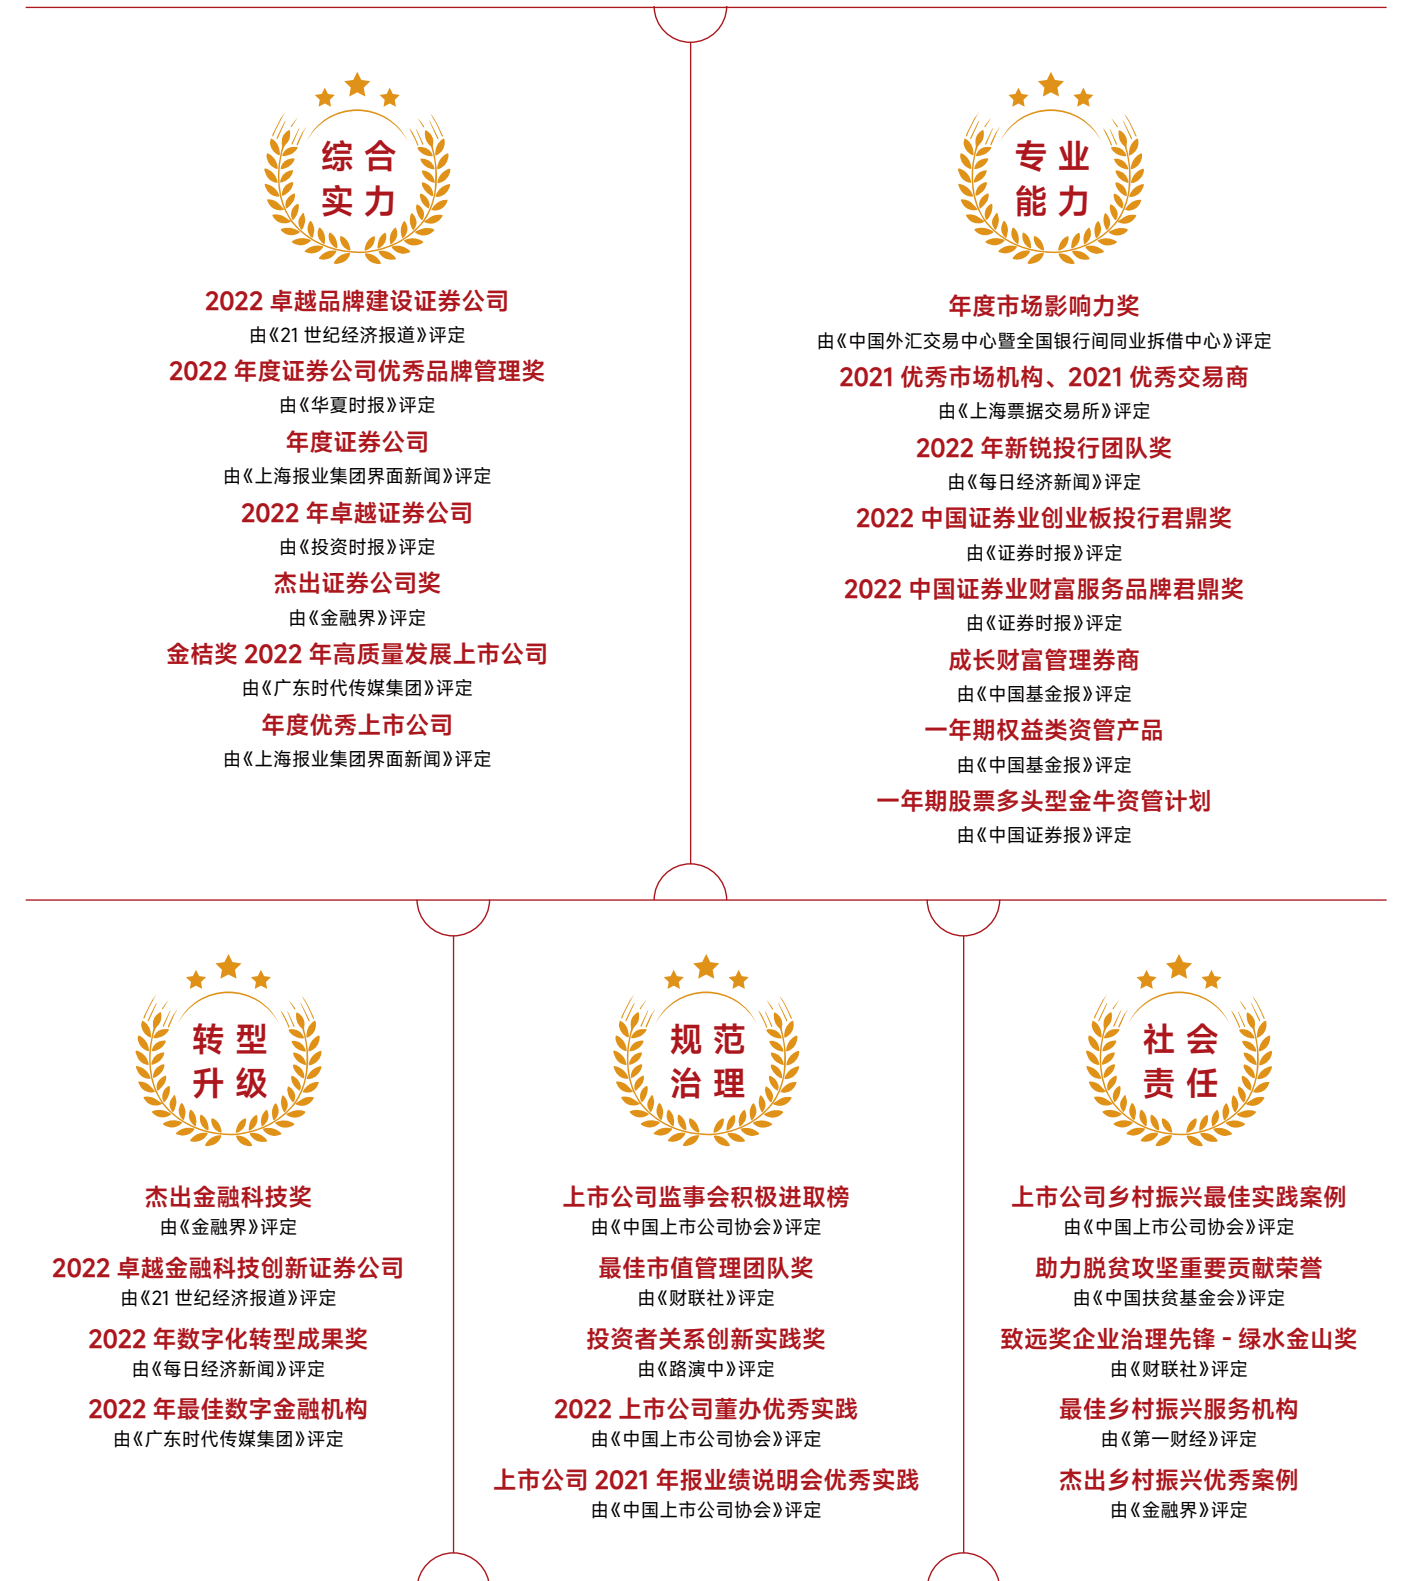 综合
实力
2022 卓越品牌建设证券公司
由《21 世纪经济报道》评定
2022 年度证券公司优秀品牌管理奖
由《华夏时报》评定
年度证券公司
由《上海报业集团界面新闻》评定
2022 年卓越证券公司
由《投资时报》评定
杰出证券公司奖
由《金融界》评定
金桔奖 2022 年高质量发展上市公司
由《广东时代传媒集团》评定
年度优秀上市公司
由《上海报业集团界面新闻》评定
专业
能力
年度市场影响力奖
由《中国外汇交易中心暨全国银行间同业拆借中心》评定
2021 优秀市场机构、2021 优秀交易商
由《上海票据交易所》评定
2022 年新锐投行团队奖
由《每日经济新闻》评定
2022 中国证券业创业板投行君鼎奖
由《证券时报》评定
2022 中国证券业财富服务品牌君鼎奖
由《证券时报》评定
成长财富管理券商
由《中国基金报》评定
一年期权益类资管产品
由《中国基金报》评定
一年期股票多头型金牛资管计划
由《中国证券报》评定
转型
升级
杰出金融科技奖
由《金融界》评定
2022 卓越金融科技创新证券公司
由《21 世纪经济报道》评定
2022 年数字化转型成果奖
由《每日经济新闻》评定
2022 年最佳数字金融机构
由《广东时代传媒集团》评定
规范
治理
上市公司监事会积极进取榜
由《中国上市公司协会》评定
最佳市值管理团队奖
由《财联社》评定
投资者关系创新实践奖
由《路演中》评定
2022 上市公司董办优秀实践
由《中国上市公司协会》评定
上市公司 2021 年报业绩说明会优秀实践
由《中国上市公司协会》评定
社会
责任
上市公司乡村振兴最佳实践案例
由《中国上市公司协会》评定
助力脱贫攻坚重要贡献荣誉
由《中国扶贫基金会》评定
致远奖企业治理先锋 - 绿水金山奖
由《财联社》评定
最佳乡村振兴服务机构
由《第一财经》评定
杰出乡村振兴优秀案例
由《金融界》评定